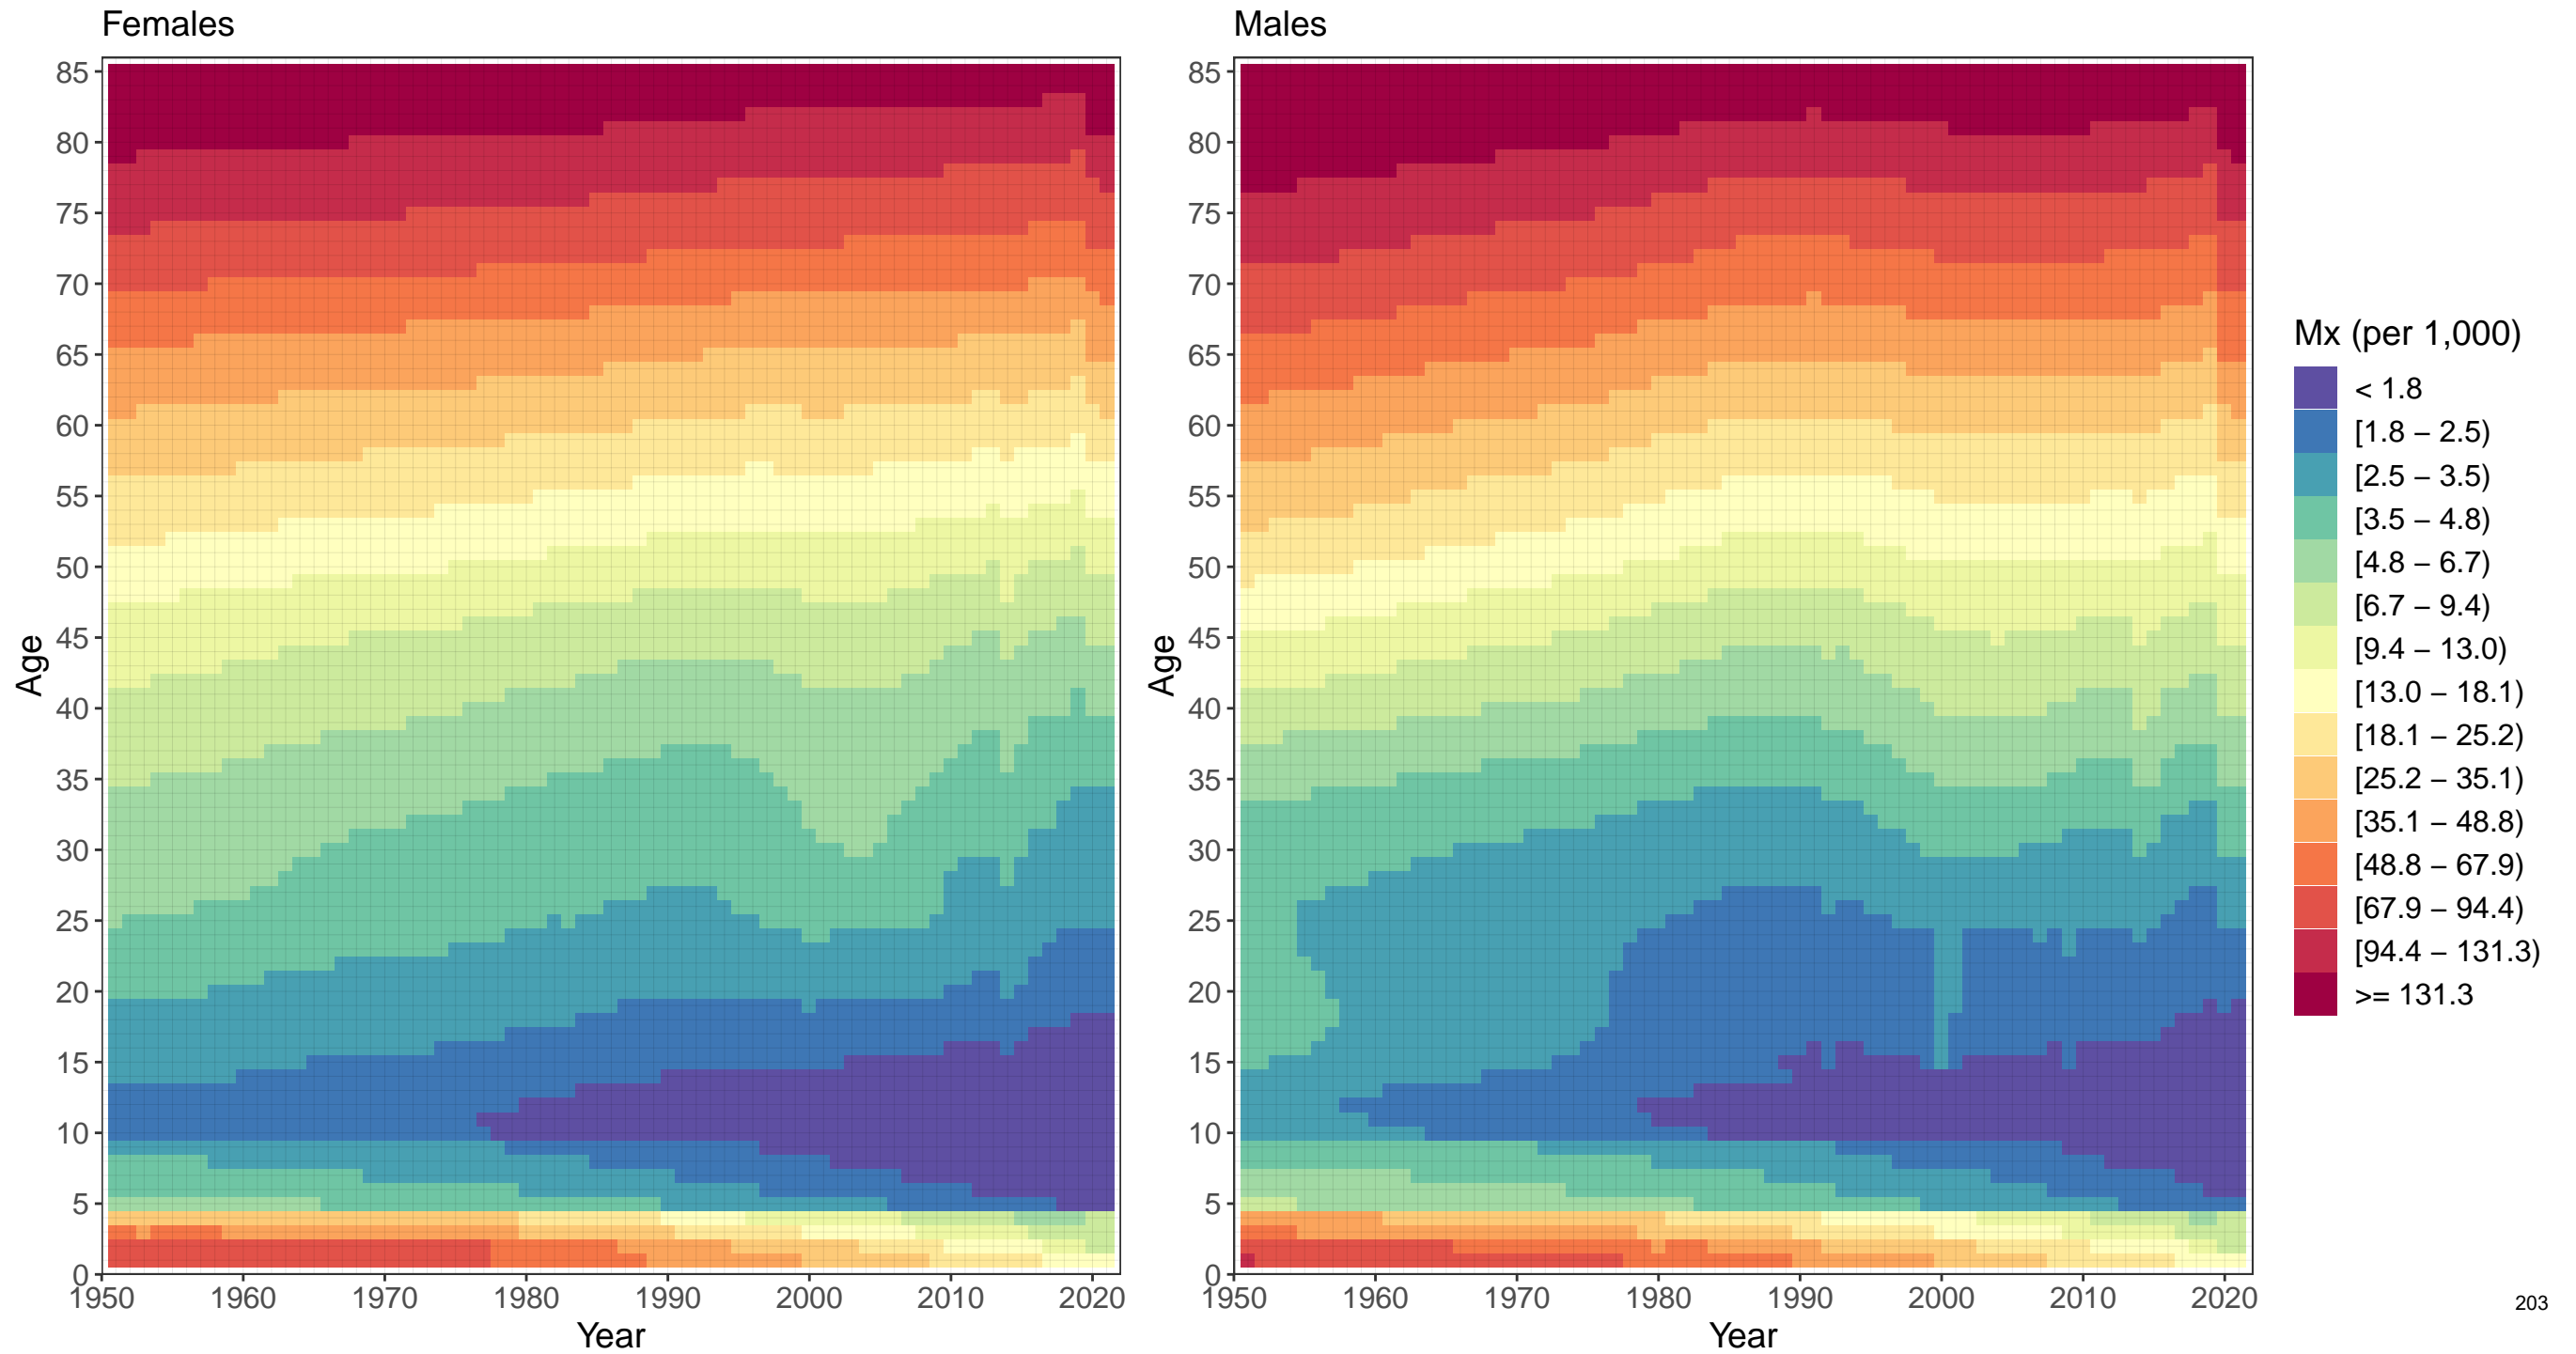 Females
Males
85
80
75
70
65
60
55
50
45
40
35
30
25
20
15
10
5
0
Age
1950
1960
1970
1980
1990
2000
2010
2020
Year
85
80
75
70
65
60
55
50
45
40
35
30
25
20
15
10
5
0
Age
1950
1960
1970
1980
1990
2000
2010
2020
Year
Mx (per 1,000)
< 1.8
[1.8 − 2.5)
[2.5 − 3.5)
[3.5 − 4.8)
[4.8 − 6.7)
[6.7 − 9.4)
[9.4 − 13.0)
[13.0 − 18.1)
[18.1 − 25.2)
[25.2 − 35.1)
[35.1 − 48.8)
[48.8 − 67.9)
[67.9 − 94.4)
[94.4 − 131.3)
>= 131.3
203